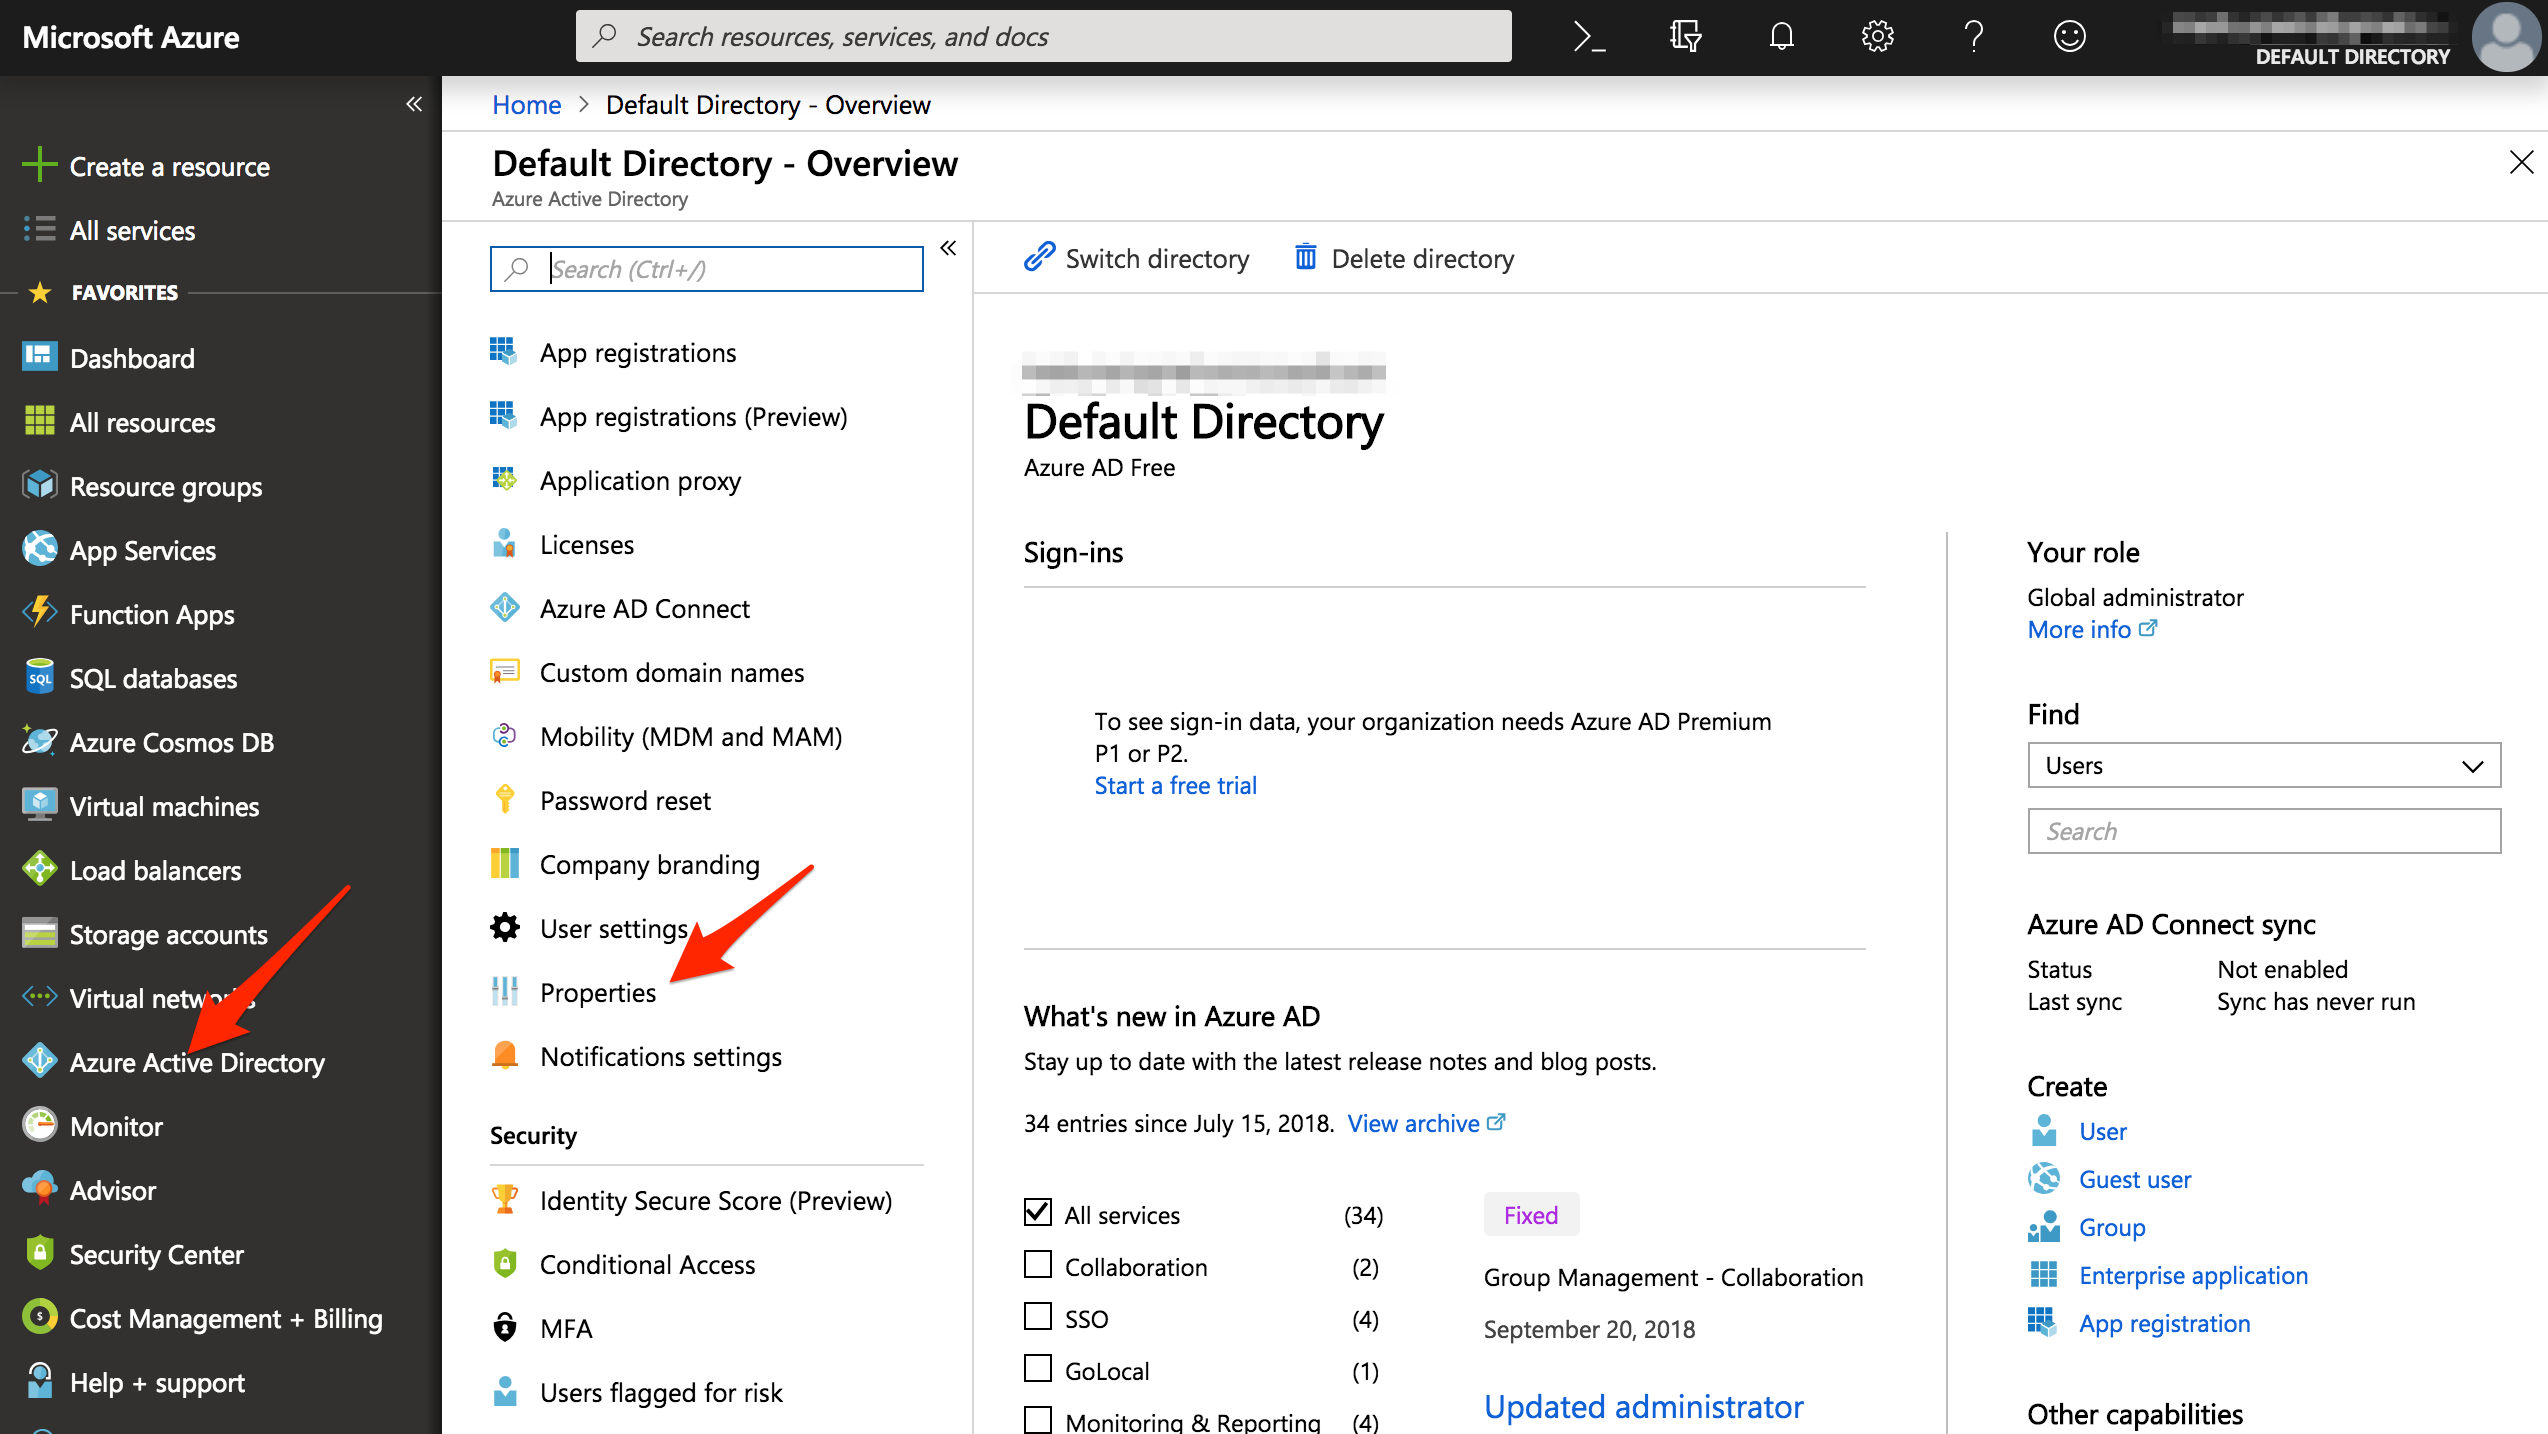 Microsoft Azure
Search resources, services, and docs
DEFAULT DIRECTORY
Create a resource
All services
FAVORITES
Dashboard
All resources
Resource groups
App Services
Function Apps
SQL databases
Azure Cosmos DB
Virtual machines
Load balancers
Storage accounts
Virtual networks
Azure Active Directory
Monitor
Advisor
Security Center
Cost Management + Billing
Help + support
Home > Default Directory - Overview
Default Directory - Overview
Azure Active Directory
Search (Ctrl+/)
App registrations
App registrations (Preview)
Application proxy
Licenses
Azure AD Connect
Custom domain names
Mobility (MDM and MAM)
Password reset
Company branding
User settings
Properties
Notifications settings
Security
Identity Secure Score (Preview)
Conditional Access
MFA
Users flagged for risk
Switch directory
Delete directory
Default Directory
Azure AD Free
Sign-ins
To see sign-in data, your organization needs Azure AD Premium
P1 or P2.
Start a free trial
What's new in Azure AD
Stay up to date with the latest release notes and blog posts.
34 entries since July 15, 2018. View archive
All services (34)
Collaboration (2)
SSO (4)
GoLocal (1)
Monitoring & Reporting (4)
Fixed
Group Management - Collaboration
September 20, 2018
Updated administrator
Your role
Global administrator
More info
Find
Users
Search
Azure AD Connect sync
Status Not enabled
Last sync Sync has never run
Create
User
Guest user
Group
Enterprise application
App registration
Other capabilities